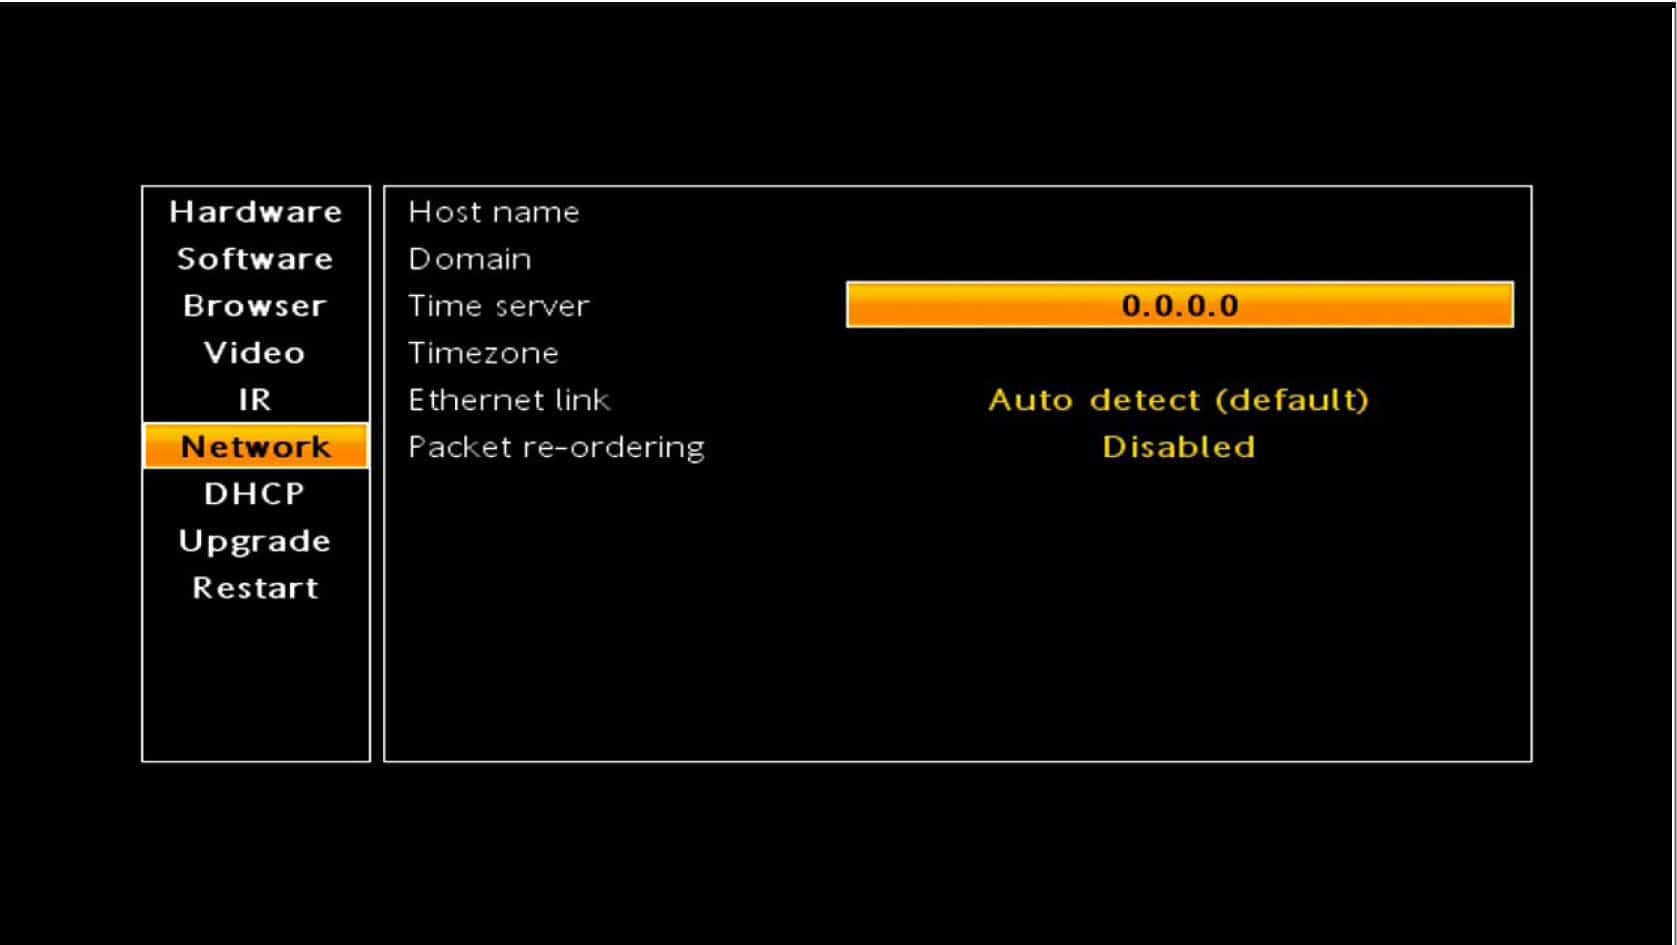 Hardware
Software
Browser
Video
IR
Network
DHCP
Upgrade
Restart
Host name
Domain
Time server 0.0.0.0
Timezone
Ethernet link Auto detect (default)
Packet re-ordering Disabled